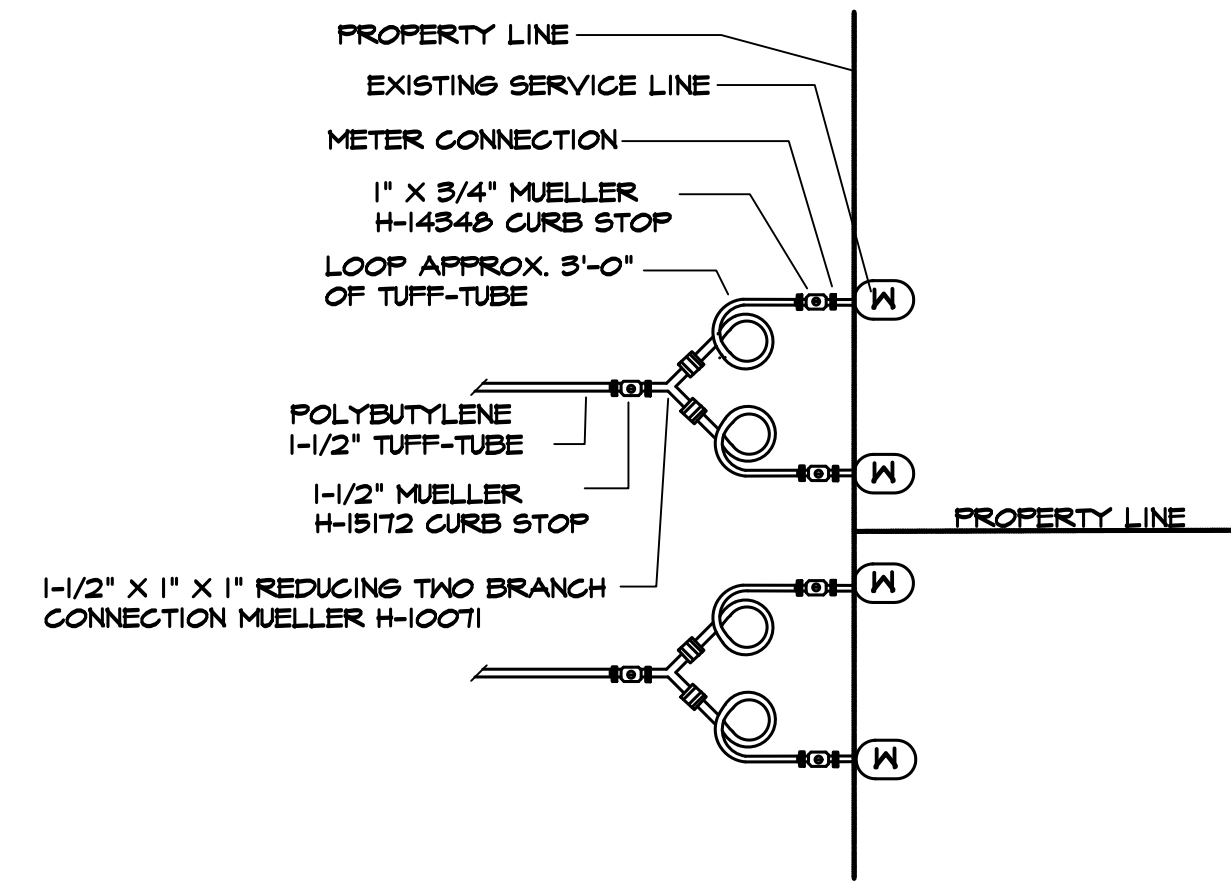 PROPERTY LINE
EXISTING SERVICE LINE
METER CONNECTION
1" X 3/4" MUELLER
H-14348 CURB STOP
LOOP APPROX. 3'-0"
OF TUFF-TUBE
M
POLYBUTYLENE
1-1/2" TUFF-TUBE
M
1-1/2" MUELLER
H-15172 CURB STOP
PROPERTY LINE
1-1/2" X 1" X 1" REDUCING TWO BRANCH
CONNECTION MUELLER H-10071
M
M